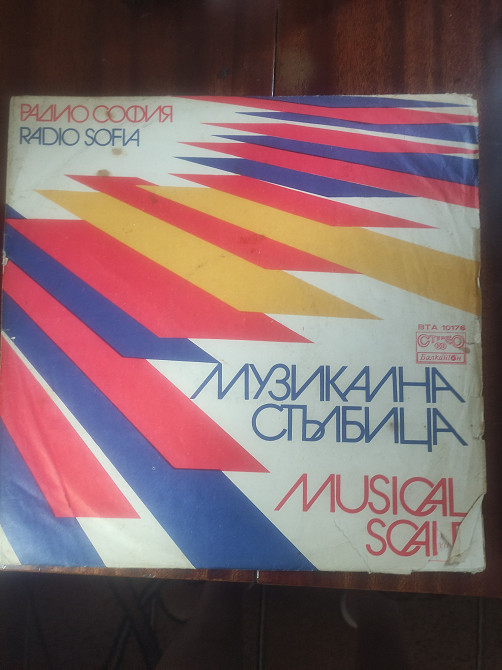 РАДИО СОФИЯ
RADIO SOFIA
ВТА 10176
СТЕРЕО
Балкантон
МУЗИКАЛНА
СТЪЛБИЦА
MUSICAL
SCALE